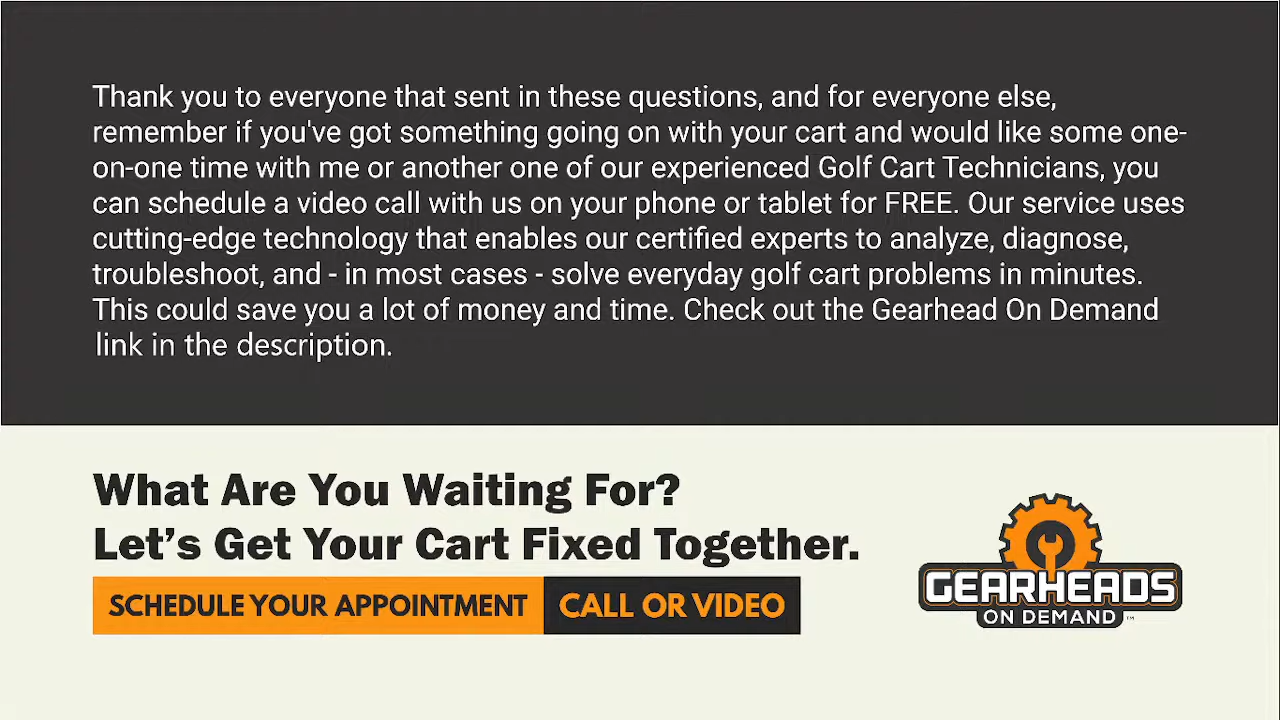 Thank you to everyone that sent in these questions, and for everyone else,
remember if you've got something going on with your cart and would like some one-
on-one time with me or another one of our experienced Golf Cart Technicians, you
can schedule a video call with us on your phone or tablet for FREE. Our service uses
cutting-edge technology that enables our certified experts to analyze, diagnose,
troubleshoot, and - in most cases - solve everyday golf cart problems in minutes.
This could save you a lot of money and time. Check out the Gearhead On Demand
link in the description.
What Are You Waiting For?
Let's Get Your Cart Fixed Together.
SCHEDULE YOUR APPOINTMENT CALL OR VIDEO
GEARHEADS
ON DEMAND™